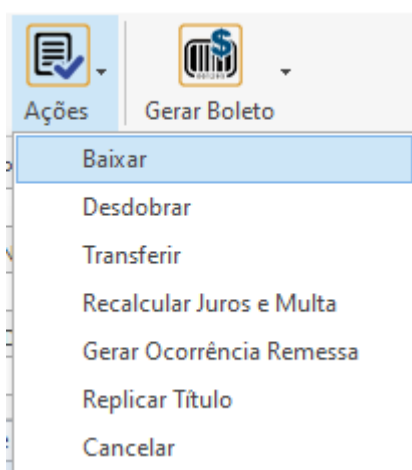 Ações
Gerar Boleto
Baixar
Desdobrar
Transferir
Recalcular Juros e Multa
Gerar Ocorrência Remessa
Replicar Título
Cancelar